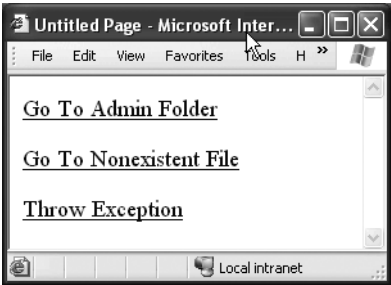 Untitled Page - Microsoft Inter...
File Edit View Favorites Tools H »
Go To Admin Folder
Go To Nonexistent File
Throw Exception
Local intranet